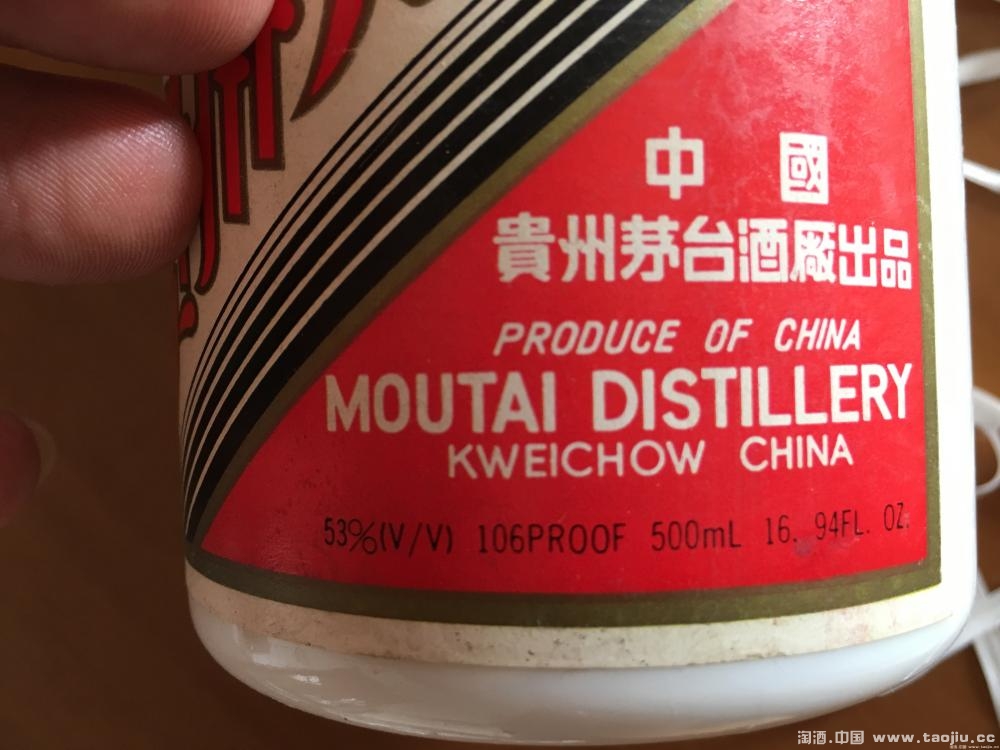 中國
貴州茅台酒廠出品
PRODUCE OF CHINA
MOUTAI DISTILLERY
KWEICHOW CHINA
53%(V/V) 106PROOF 500mL 16. 94FL. OZ.
淘酒.中国 www.taojiu.cc